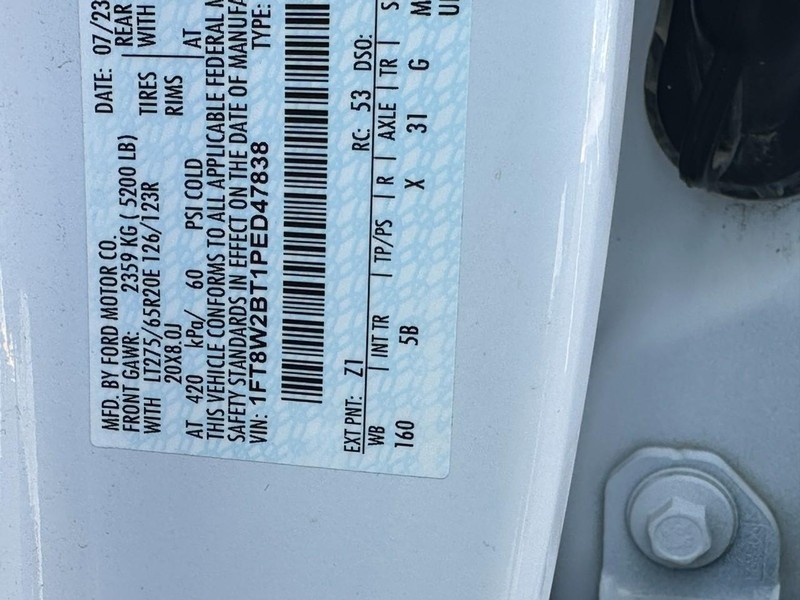 MFD. BY FORD MOTOR CO. DATE: 07/23
FRONT GAWR: 2359 KG ( 5200 LB) REAR
WITH LT275/65R20E 126/123R TIRES WITH
20X8.0J RIMS
AT 420 kPa/ 60 PSI COLD AT
THIS VEHICLE CONFORMS TO ALL APPLICABLE FEDERAL M
SAFETY STANDARDS IN EFFECT ON THE DATE OF MANUFA
VIN: 1FT8W2BT1PED47838 TYPE:
EXT PNT: Z1 RC: 53 DSO:
WB | INT TR | TP/PS | R | AXLE | TR | S
160 5B X 31 G M